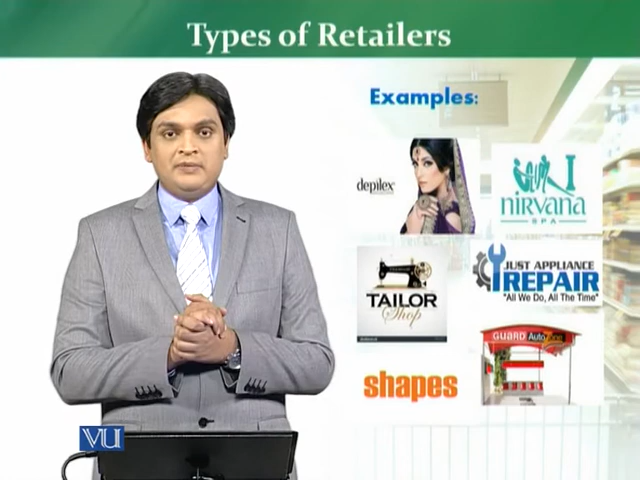 Types of Retailers
Examples:
depilex
nirvana
SPA
TAILOR
Shop
JUST APPLIANCE
REPAIR
"All We Do, All The Time"
shapes
GUARD Auto
VU